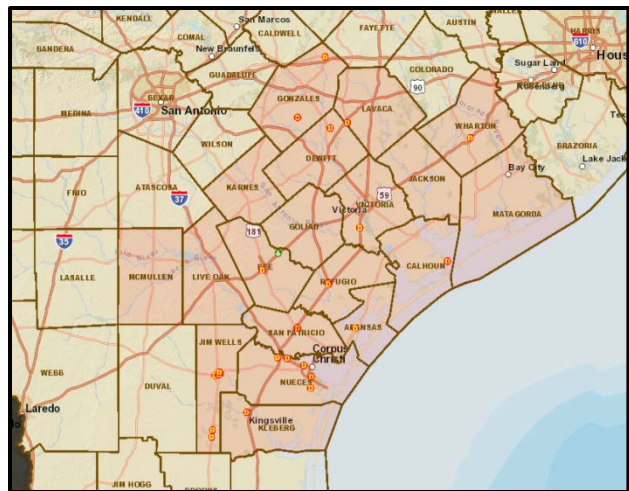 KENDALL
San Marcos
FAYETTE
AUSTIN
HARRIS
BANDERA
COMAL
CALDWELL
610
Hous
New Braunfels
GUADALUPE
COLORADO
Sugar Land
BEXAR
GONZALES
LAVACA
90
Rosenberg
MEDINA
410
San Antonio
WHARTON
WILSON
DEWITT
BRAZORIA
Lake Jack
Bay City
FRIO
ATASCOSA
KARNES
JACKSON
37
59
VICTORIA
Victoria
MATAGORDA
35
181
GOLIAD
BEE
CALHOUN
LASALLE
MCMULLEN
LIVE OAK
REFUGIO
SAN PATRICIO
ARANSAS
JIM WELLS
Corpus
Christi
WEBB
DUVAL
NUECES
Laredo
Kingsville
KLEBERG
JIM HOGG